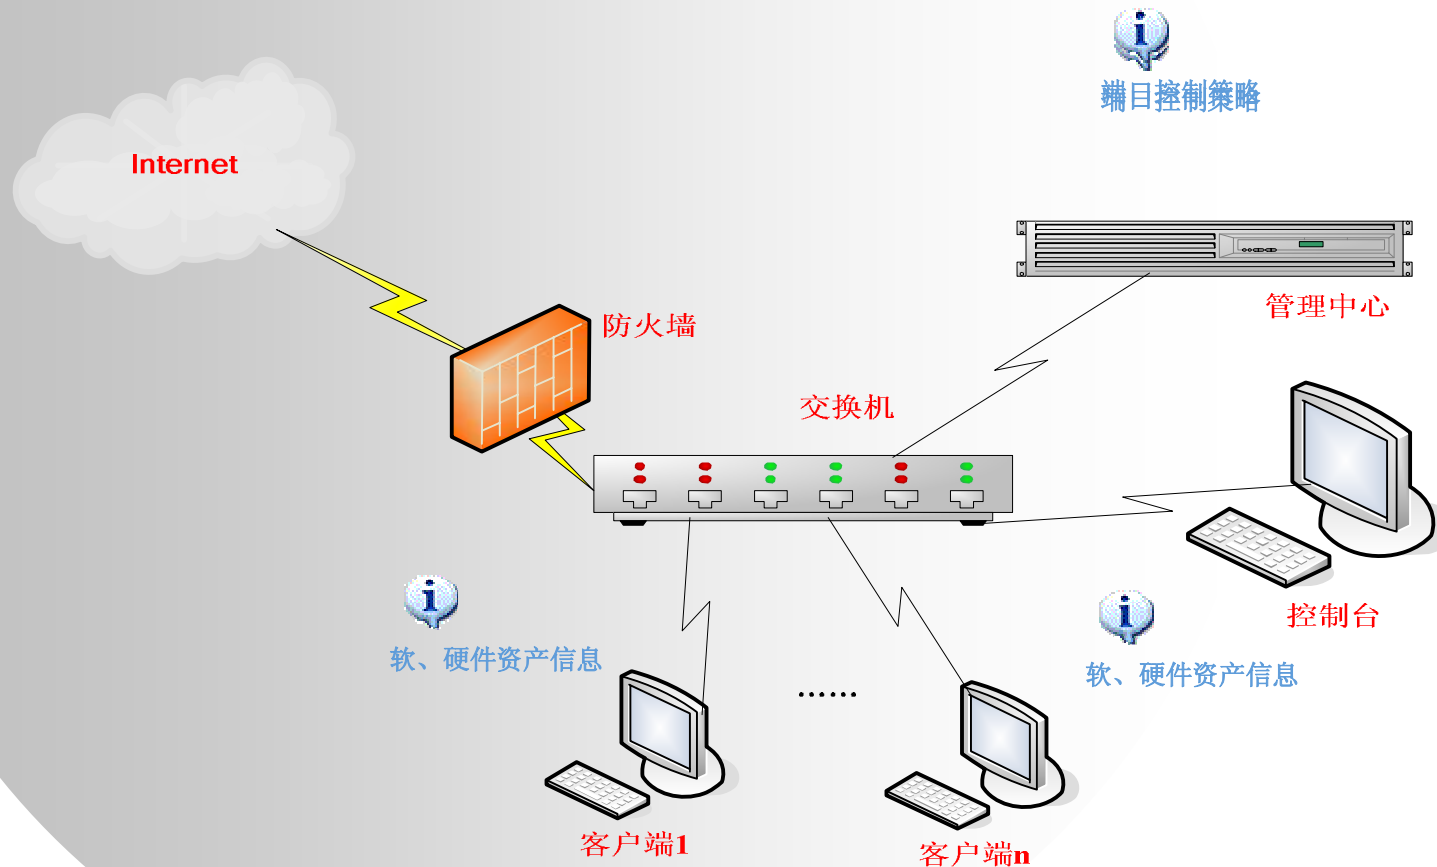 端口控制策略
Internet
管理中心
防火墙
交换机
控制台
软、硬件资产信息
软、硬件资产信息
......
客户端1
客户端n